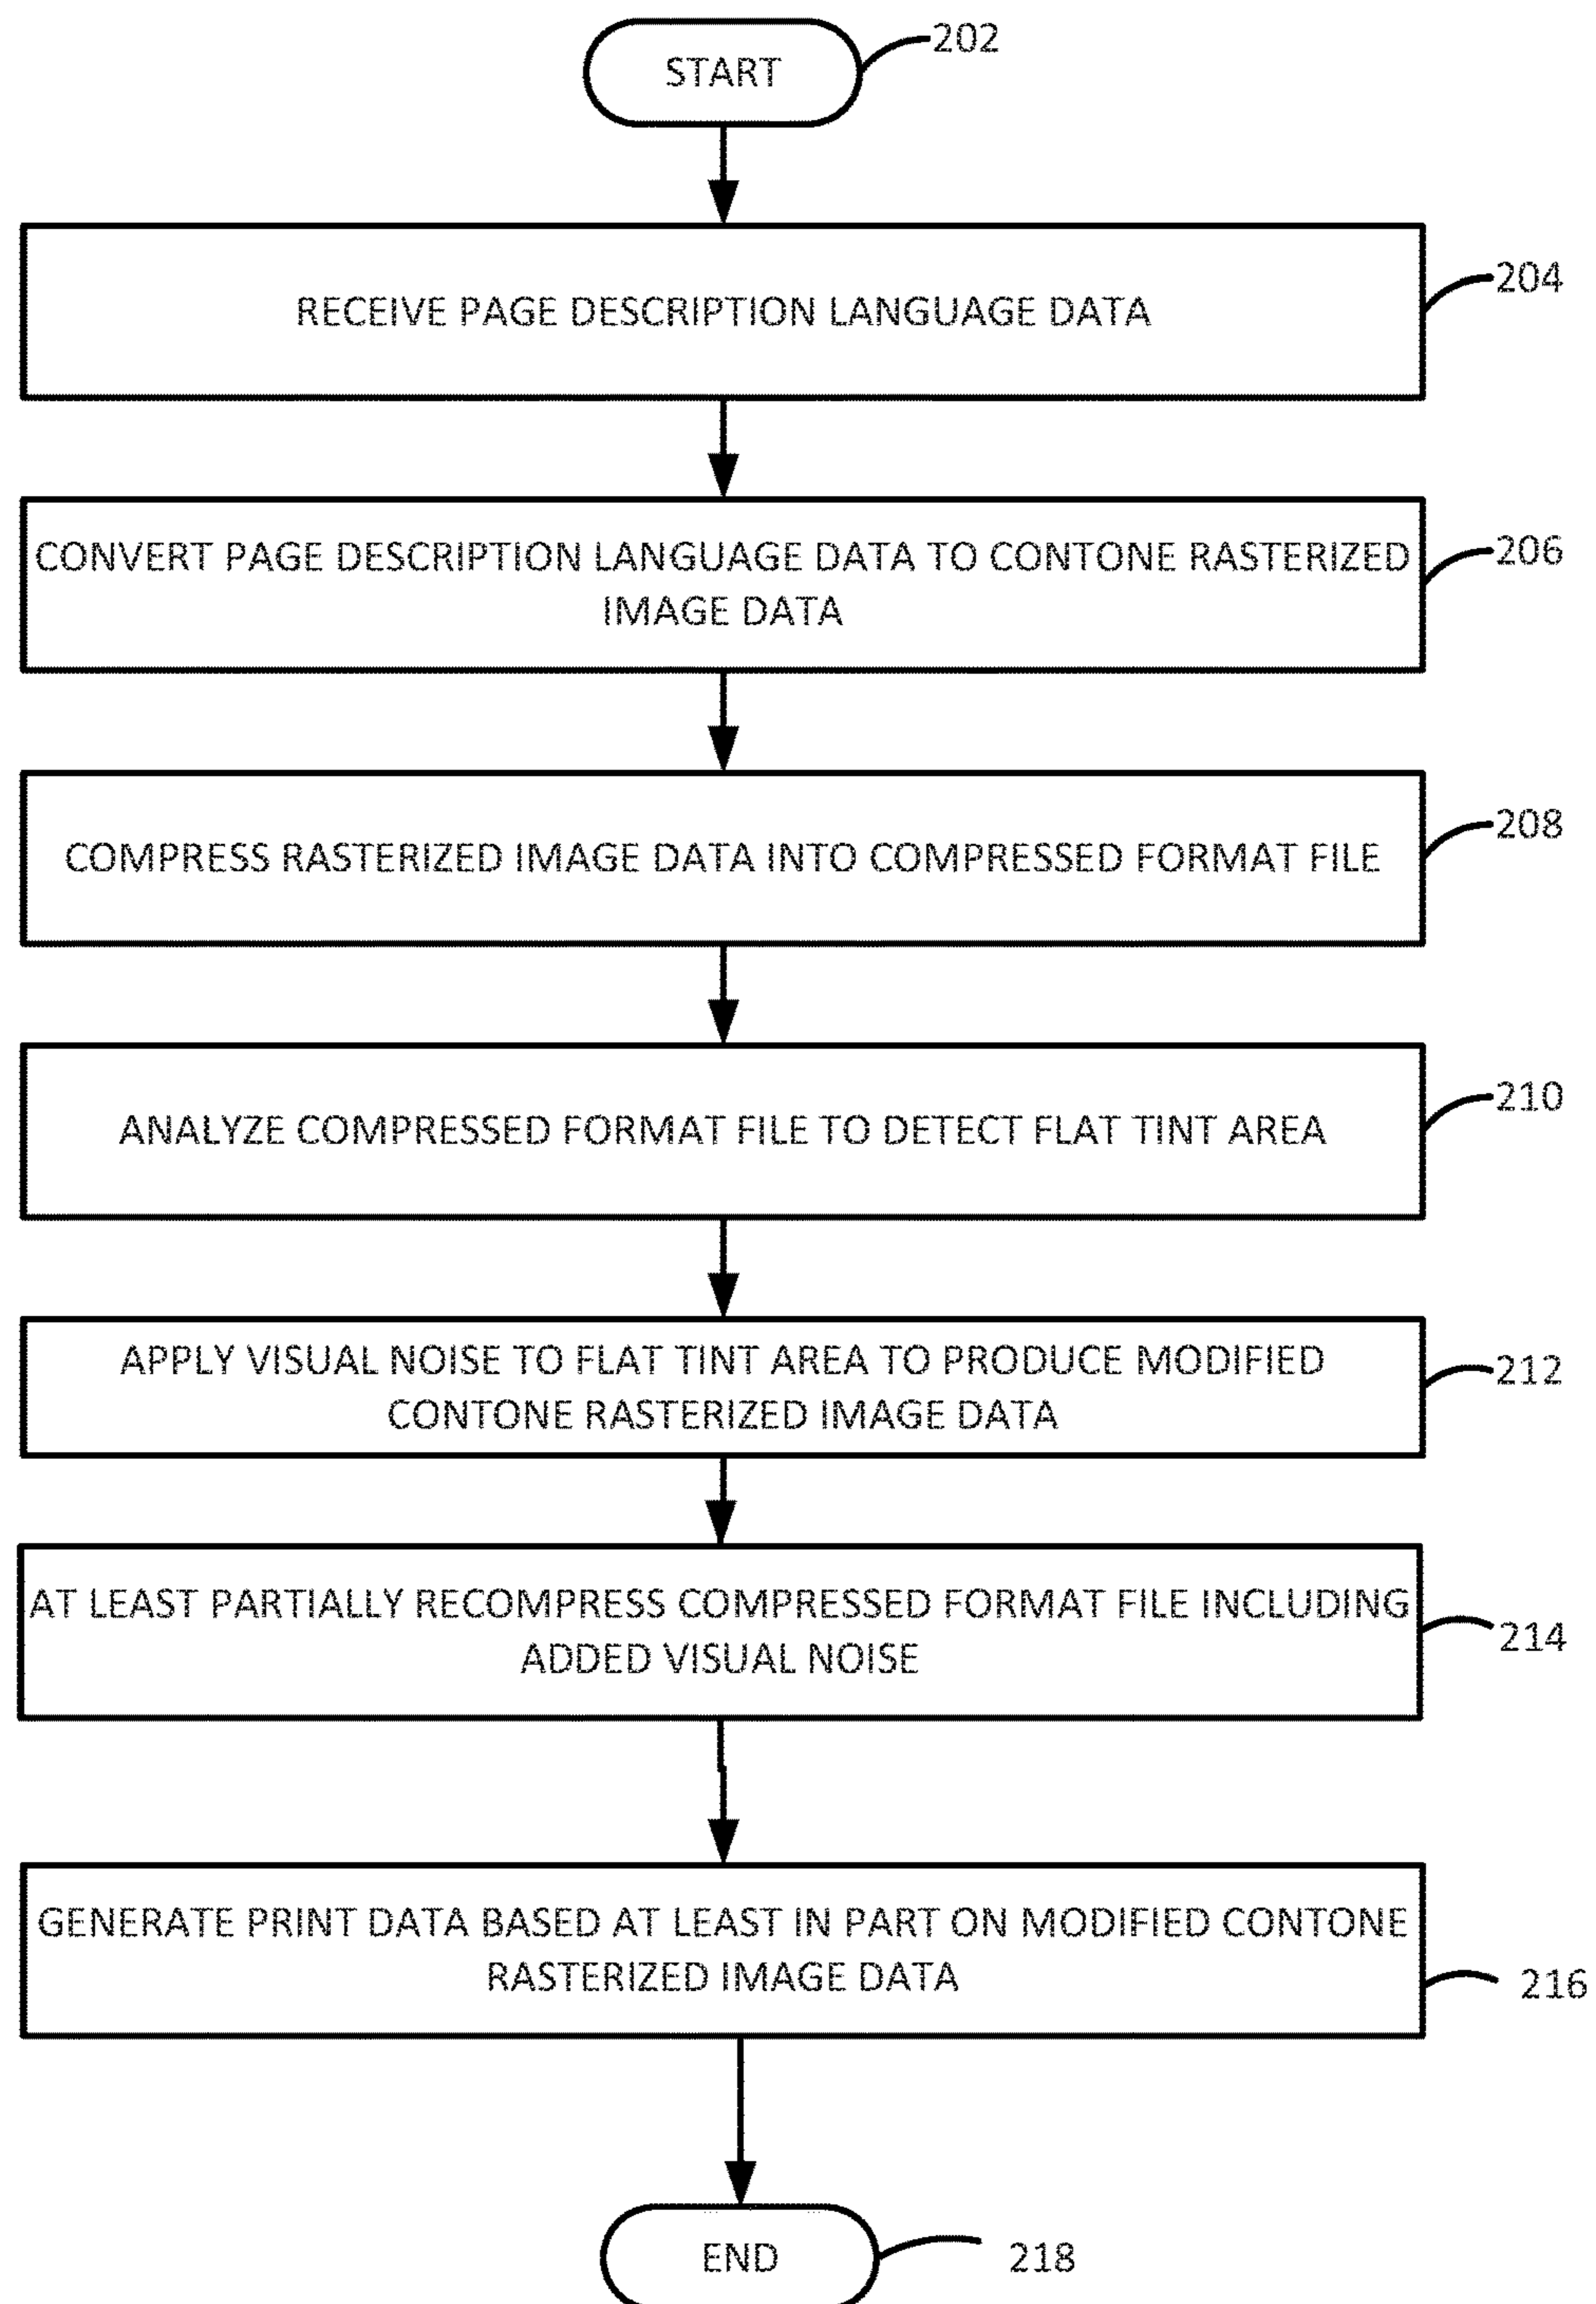 START
202
RECEIVE PAGE DESCRIPTION LANGUAGE DATA
204
CONVERT PAGE DESCRIPTION LANGUAGE DATA TO CONTONE RASTERIZED
IMAGE DATA
206
COMPRESS RASTERIZED IMAGE DATA INTO COMPRESSED FORMAT FILE
208
ANALYZE COMPRESSED FORMAT FILE TO DETECT FLAT TINT AREA
210
APPLY VISUAL NOISE TO FLAT TINT AREA TO PRODUCE MODIFIED
CONTONE RASTERIZED IMAGE DATA
212
AT LEAST PARTIALLY RECOMPRESS COMPRESSED FORMAT FILE INCLUDING
ADDED VISUAL NOISE
214
GENERATE PRINT DATA BASED AT LEAST IN PART ON MODIFIED CONTONE
RASTERIZED IMAGE DATA
216
END
218